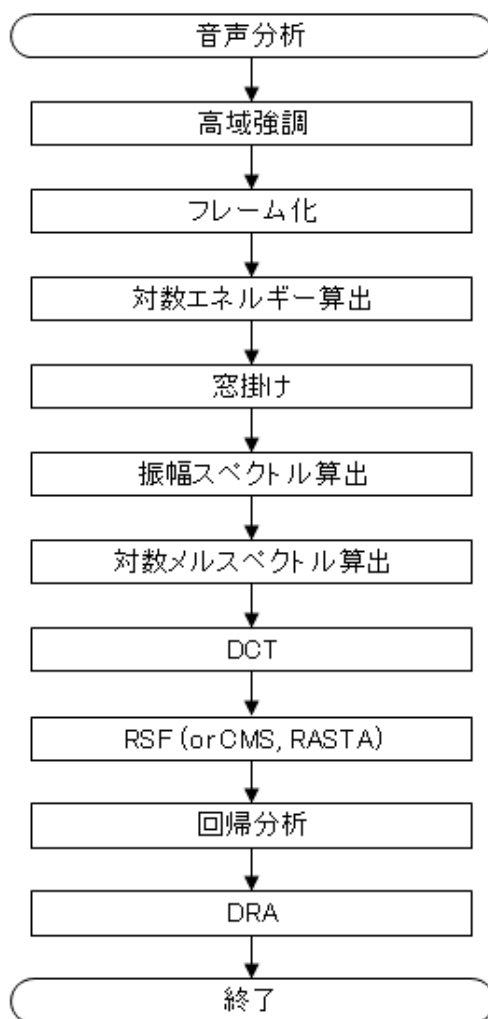 音声分析
高域強調
フレーム化
対数エネルギー算出
窓掛け
振幅スペクトル算出
対数メルスペクトル算出
DCT
RSF (or CMS, RASTA)
回帰分析
DRA
終了